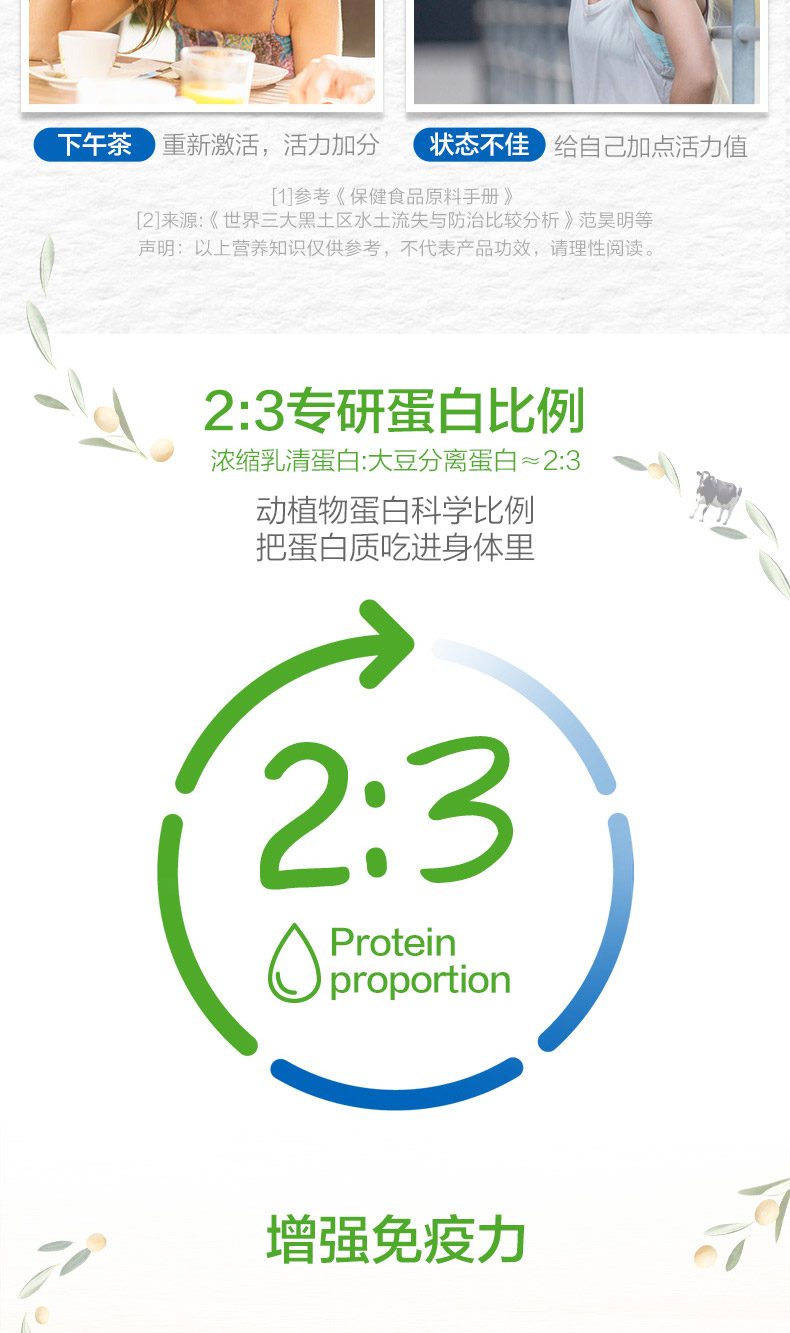 下午茶 重新激活，活力加分
状态不佳 给自己加点活力值
[1]参考《保健食品原料手册》
[2]来源:《世界三大黑土区水土流失与防治比较分析》范昊明等
声明：以上营养知识仅供参考，不代表产品功效，请理性阅读。
2:3专研蛋白比例
浓缩乳清蛋白:大豆分离蛋白≈2:3
动植物蛋白科学比例
把蛋白质吃进身体里
2:3
Protein
proportion
增强免疫力